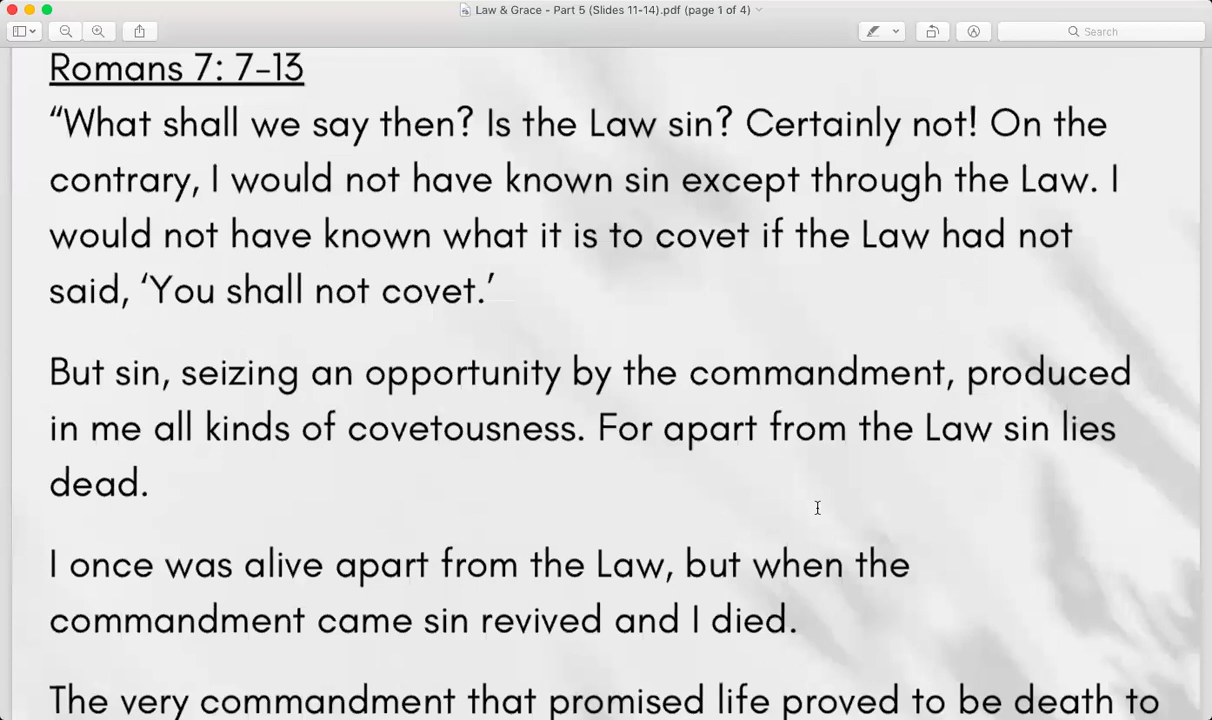 Law & Grace - Part 5 (Slides 11-14).pdf (page 1 of 4)
Search
Romans 7: 7-13
“What shall we say then? Is the Law sin? Certainly not! On the
contrary, I would not have known sin except through the Law. I
would not have known what it is to covet if the Law had not
said, ‘You shall not covet.’
But sin, seizing an opportunity by the commandment, produced
in me all kinds of covetousness. For apart from the Law sin lies
dead.
I once was alive apart from the Law, but when the
commandment came sin revived and I died.
The very commandment that promised life proved to be death to